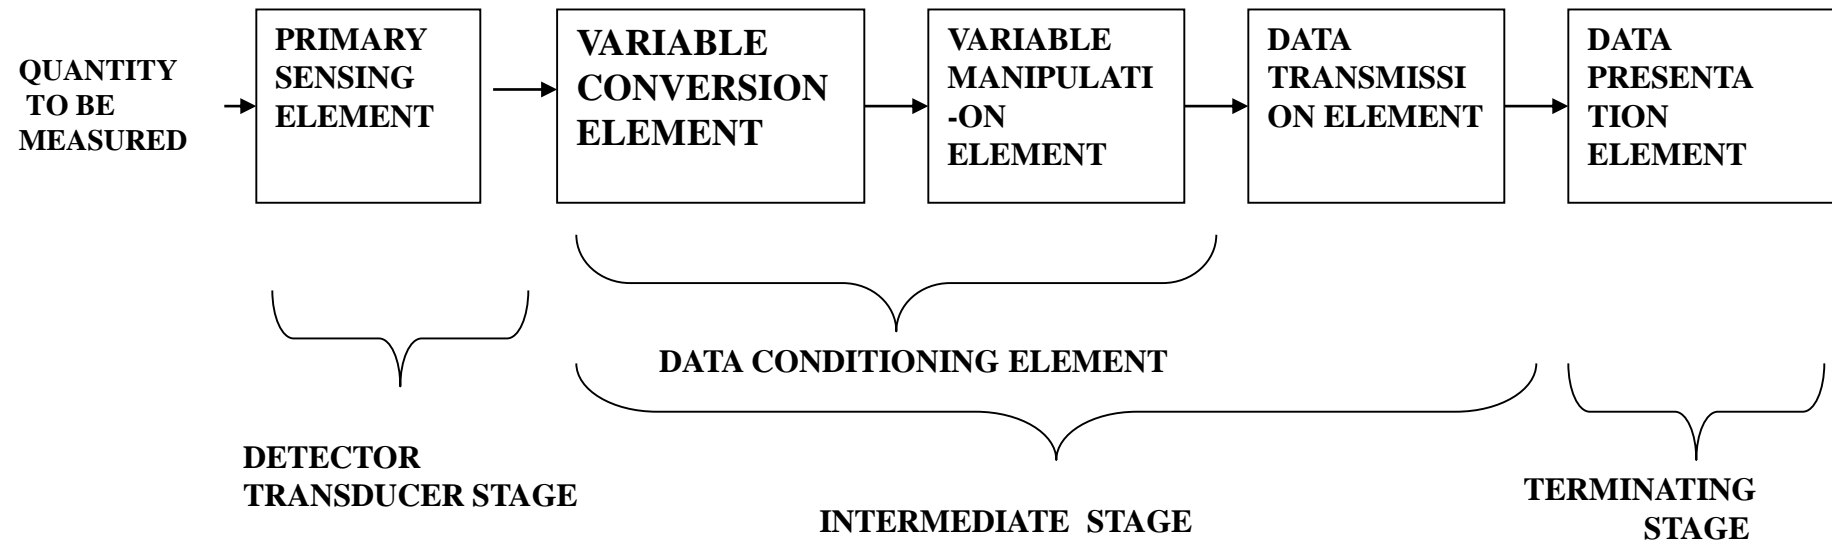 QUANTITY
TO BE
MEASURED
PRIMARY
SENSING
ELEMENT
VARIABLE
CONVERSION
ELEMENT
VARIABLE
MANIPULATI
-ON
ELEMENT
DATA
TRANSMISSI
ON ELEMENT
DATA
PRESENTA
TION
ELEMENT
DATA CONDITIONING ELEMENT
DETECTOR
TRANSDUCER STAGE
INTERMEDIATE STAGE
TERMINATING
STAGE